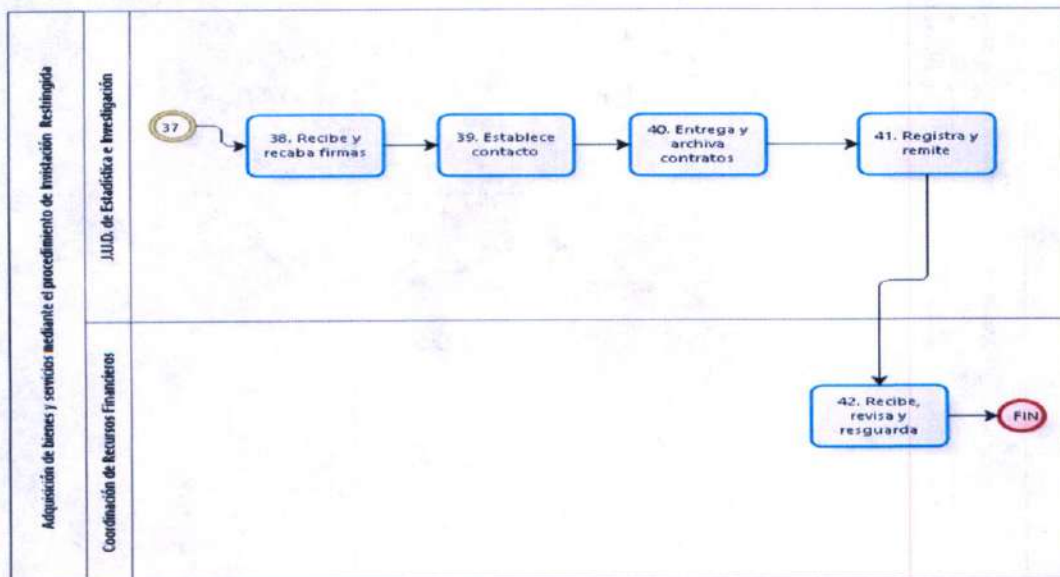 Adquisición de bienes y servicios mediante el procedimiento de Invistación Restringida
J.U.D. de Estadística e Investigación
37
38. Recibe y
recaba firmas
39. Establece
contacto
40. Entrega y
archiva
contratos
41. Registra y
remite
Coordinación de Recursos Financieros
42. Recibe,
revisa y
resguarda
FIN